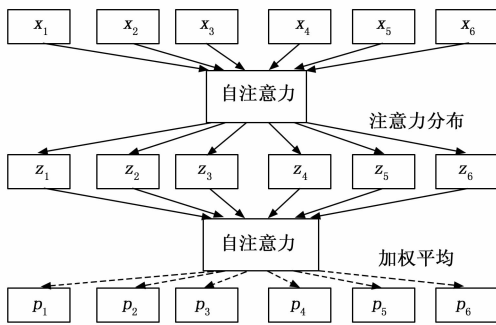 x₁ x₂ x₃ x₄ x₅ x₆
自注意力
注意力分布
z₁ z₂ z₃ z₄ z₅ z₆
自注意力
加权平均
p₁ p₂ p₃ p₄ p₅ p₆